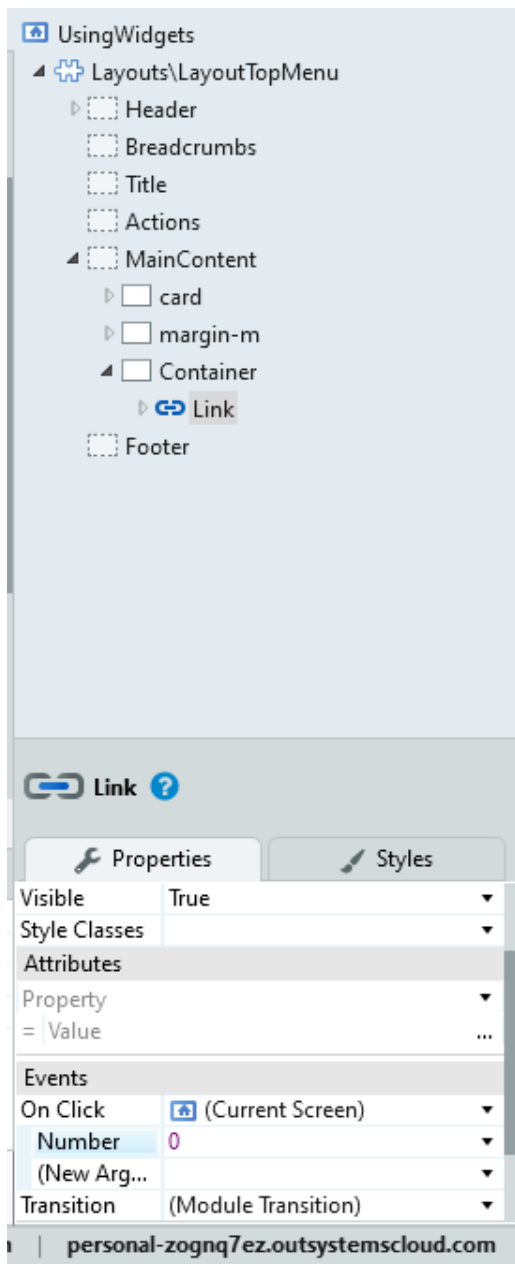 UsingWidgets
Layouts\LayoutTopMenu
Header
Breadcrumbs
Title
Actions
MainContent
card
margin-m
Container
Link
Footer
Link ?
Properties Styles
Visible True
Style Classes
Attributes
Property
= Value ...
Events
On Click (Current Screen)
Number 0
(New Arg...
Transition (Module Transition)
| personal-zognq7ez.outsystemscloud.com